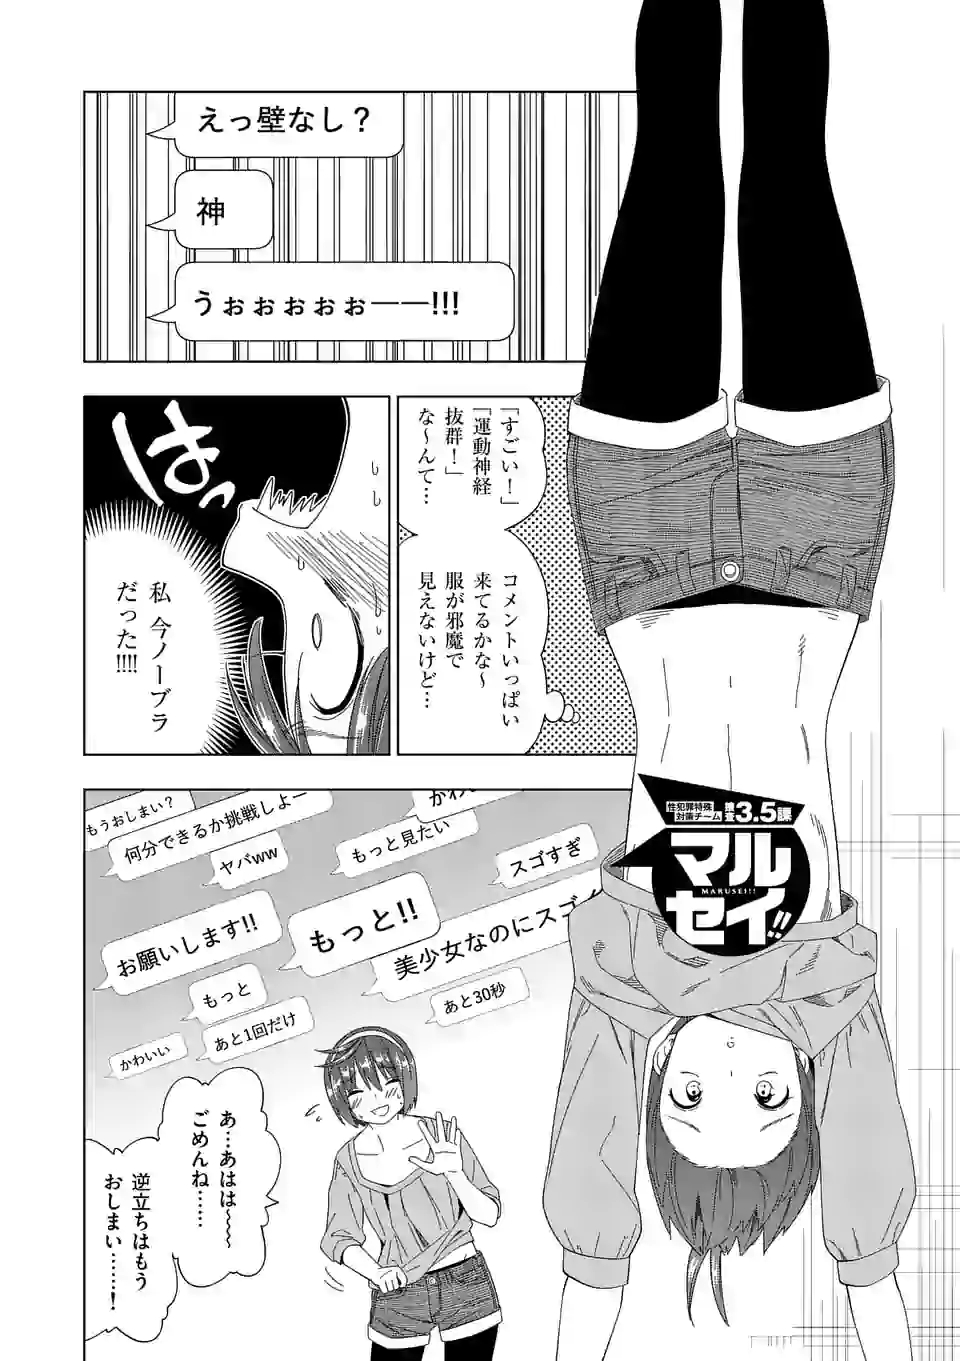 えっ壁なし？
神
うぉぉぉぉぉ――!!!
「すごい！」
「運動神経
抜群！」
な～んて…
コメントいっぱい
来てるかな～
服が邪魔で
見えないけど…
はっ
私 今ノーブラ
だった!!!!
性犯罪特殊
対策チーム
捜査3.5課
マル
MARUSEI!!
セイ!!
もうおしまい？
何分できるか挑戦しよー
ヤバww
もっと見たい
かわ
スゴすぎ
お願いします!!
もっと!!
美少女なのにスゴイ
もっと
あと1回だけ
あと30秒
かわいい
あ…あはは～～
ごめんね……
逆立ちはもう
おしまい……！